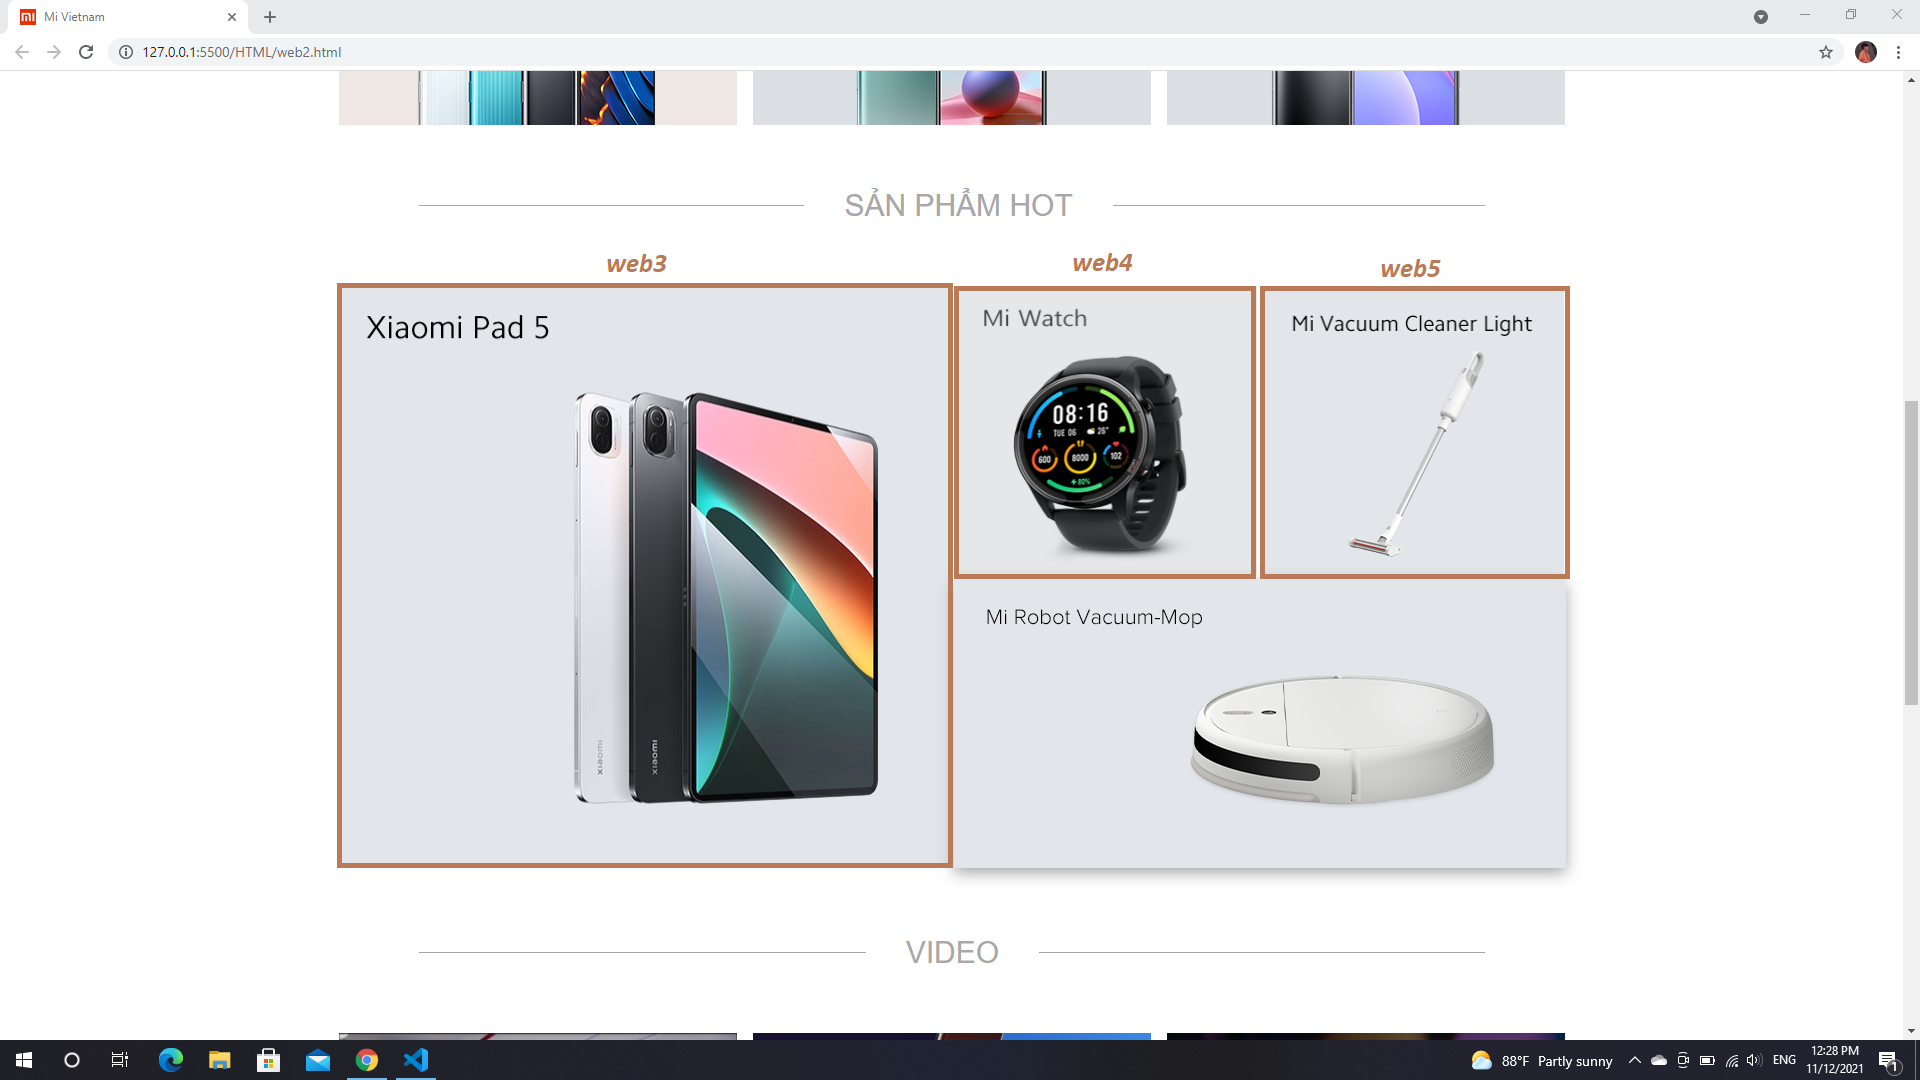 Mi Vietnam
127.0.0.1:5500/HTML/web2.html
SẢN PHẨM HOT
web3
web4
web5
Xiaomi Pad 5
Mi Watch
Mi Vacuum Cleaner Light
08:16
TUE 06 26°
600 8000 102
80%
xiaomi
xiaomi
Mi Robot Vacuum-Mop
VIDEO
88°F Partly sunny
ENG
12:28 PM
11/12/2021
1